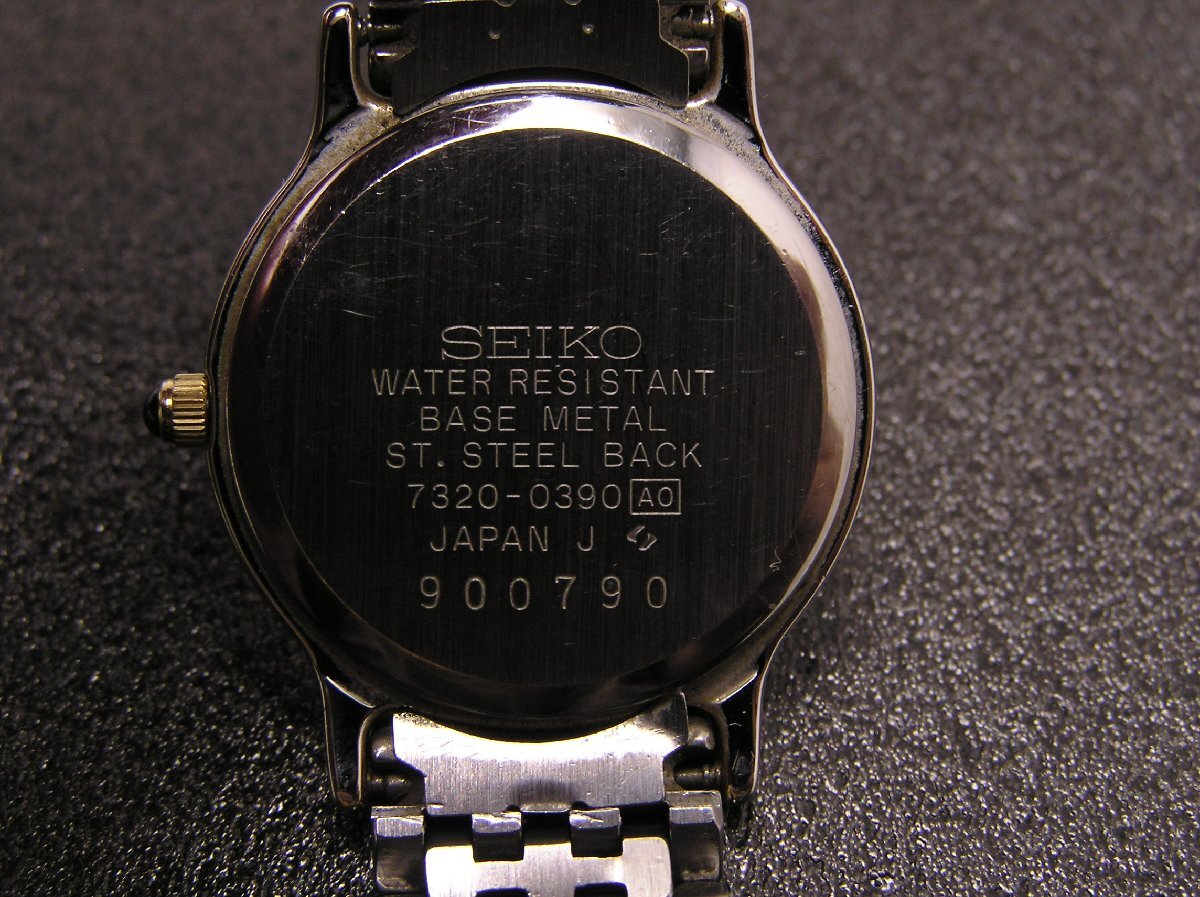 SEIKO
WATER RESISTANT
BASE METAL
ST. STEEL BACK
7320-0390 A0
JAPAN J
900790